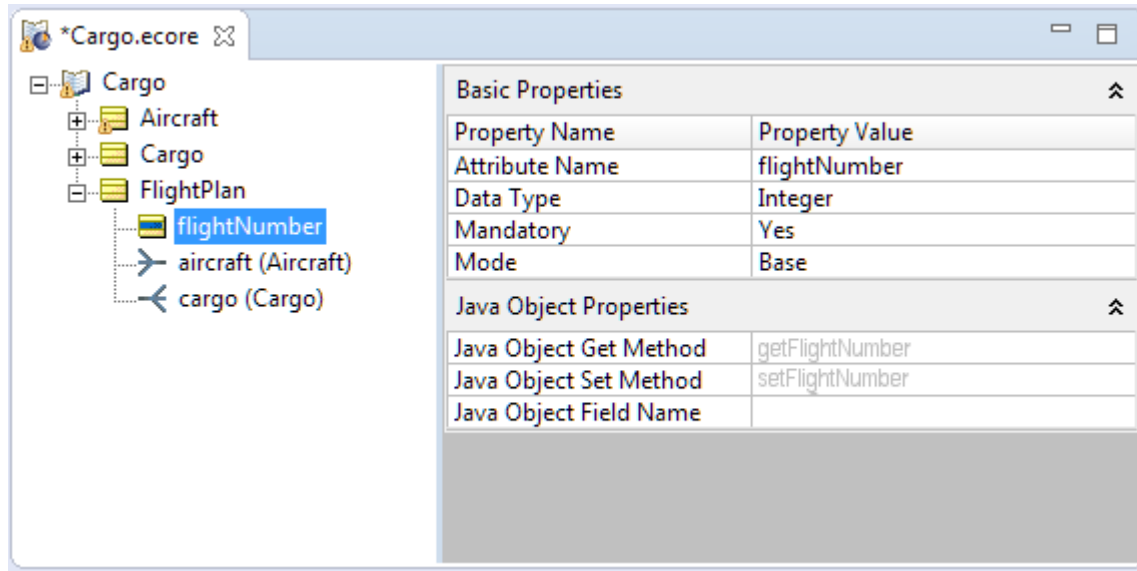 *Cargo.ecore
Cargo
Aircraft
Cargo
FlightPlan
flightNumber
aircraft (Aircraft)
cargo (Cargo)
Basic Properties
Property Name Property Value
Attribute Name flightNumber
Data Type Integer
Mandatory Yes
Mode Base
Java Object Properties
Java Object Get Method getFlightNumber
Java Object Set Method setFlightNumber
Java Object Field Name